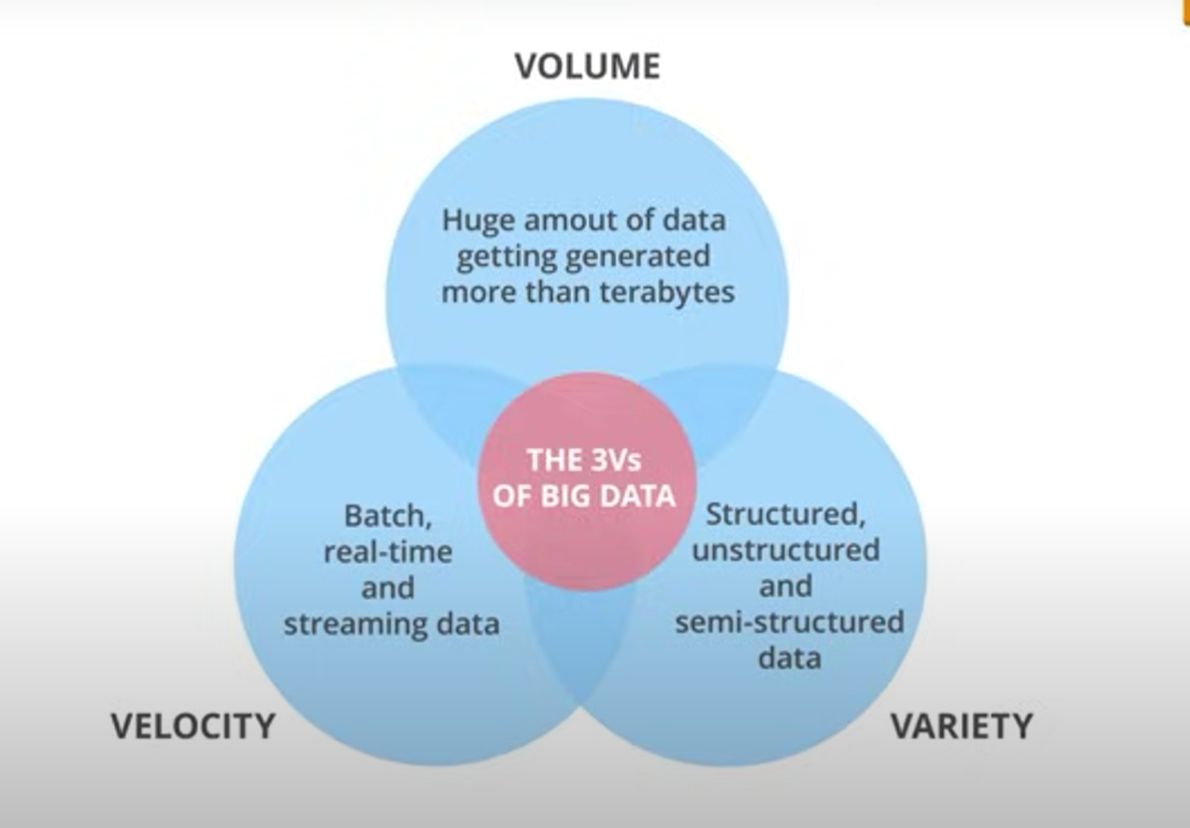 VOLUME
Huge amout of data
getting generated
more than terabytes
THE 3Vs
OF BIG DATA
Batch,
real-time
and
streaming data
Structured,
unstructured
and
semi-structured
data
VELOCITY
VARIETY